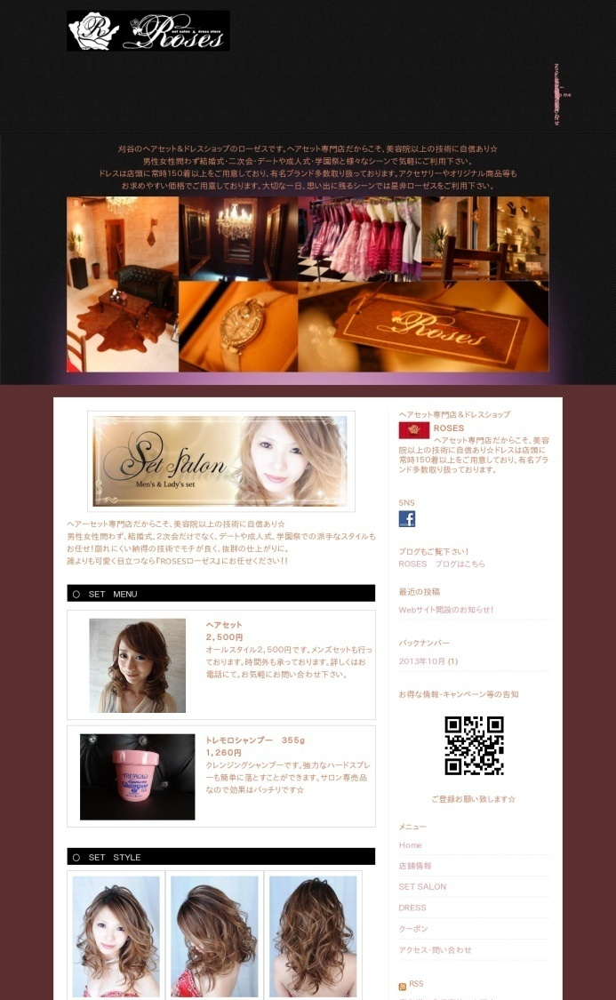 R Roses
set salon & dress store
刈谷のヘアセット＆ドレスショップのローゼスです。ヘアセット専門店だからこそ、美容院以上の技術に自信あり☆
男性女性問わず結婚式・二次会・デートや成人式・学園祭と様々なシーンで気軽にご利用下さい。
ドレスは店頭に常時150着以上をご用意しており、有名ブランド多数取り扱っております。アクセサリーやオリジナル商品等も
お求めやすい価格でご用意しております。大切な一日、思い出に残るシーンでは是非ローゼスをご利用下さい。
Roses
Set Salon
Men's & Lady's set
ヘアーセット専門店だからこそ、美容院以上の技術に自信あり☆
男性女性問わず、結婚式、2次会だけでなく、デートや成人式、学園祭での派手なスタイルも
お任せ！崩れにくい納得の技術でモチが良く、抜群の仕上がりに。
誰よりも可愛く目立つなら『ROSESローゼス』にお任せください！！
〇 SET MENU
ヘアセット
2,500円
オールスタイル2,500円です。メンズセットも行っ
ております。時間外も承っております。詳しくはお
電話にて。お気軽にお問い合わせ下さい。
トレモロシャンプー 355g
1,260円
クレンジングシャンプーです。強力なハードスプレ
ーも簡単に落とすことができます。サロン専売品
なので効果はバッチリです☆
TREMOLO
Shampoo
〇 SET STYLE
ヘアセット専門店＆ドレスショップ
ROSES
ヘアセット専門店だからこそ、美容
院以上の技術に自信あり☆ドレスは店頭に
常時150着以上をご用意しており、有名ブラ
ンド多数取り扱っております。
SNS
f
ブログもご覧下さい！
ROSES ブログはこちら
最近の投稿
Webサイト開設のお知らせ！
バックナンバー
2013年10月 (1)
お得な情報・キャンペーン等の告知
ご登録お願い致します☆
メニュー
Home
店舗情報
SET SALON
DRESS
クーポン
アクセス・問い合わせ
RSS